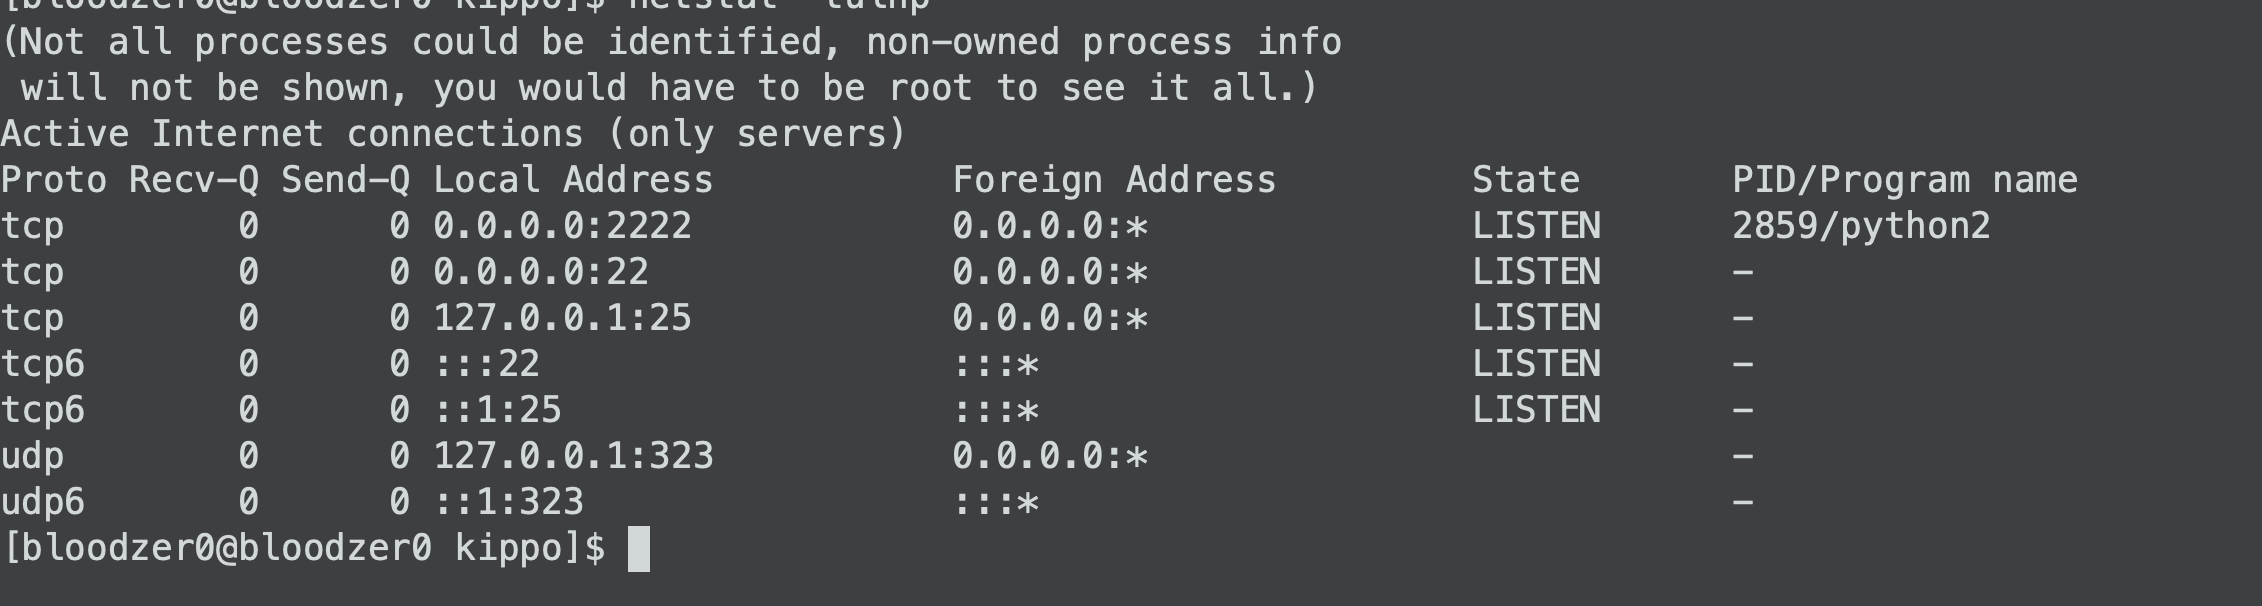 [bloodzer0@bloodzer0 kippo]$ netstat -tulnp
(Not all processes could be identified, non-owned process info
 will not be shown, you would have to be root to see it all.)
Active Internet connections (only servers)
Proto Recv-Q Send-Q Local Address           Foreign Address         State       PID/Program name
tcp        0      0 0.0.0.0:2222            0.0.0.0:*               LISTEN      2859/python2
tcp        0      0 0.0.0.0:22              0.0.0.0:*               LISTEN      -
tcp        0      0 127.0.0.1:25            0.0.0.0:*               LISTEN      -
tcp6       0      0 :::22                   :::*                    LISTEN      -
tcp6       0      0 ::1:25                  :::*                    LISTEN      -
udp        0      0 127.0.0.1:323           0.0.0.0:*                           -
udp6       0      0 ::1:323                 :::*                                -
[bloodzer0@bloodzer0 kippo]$